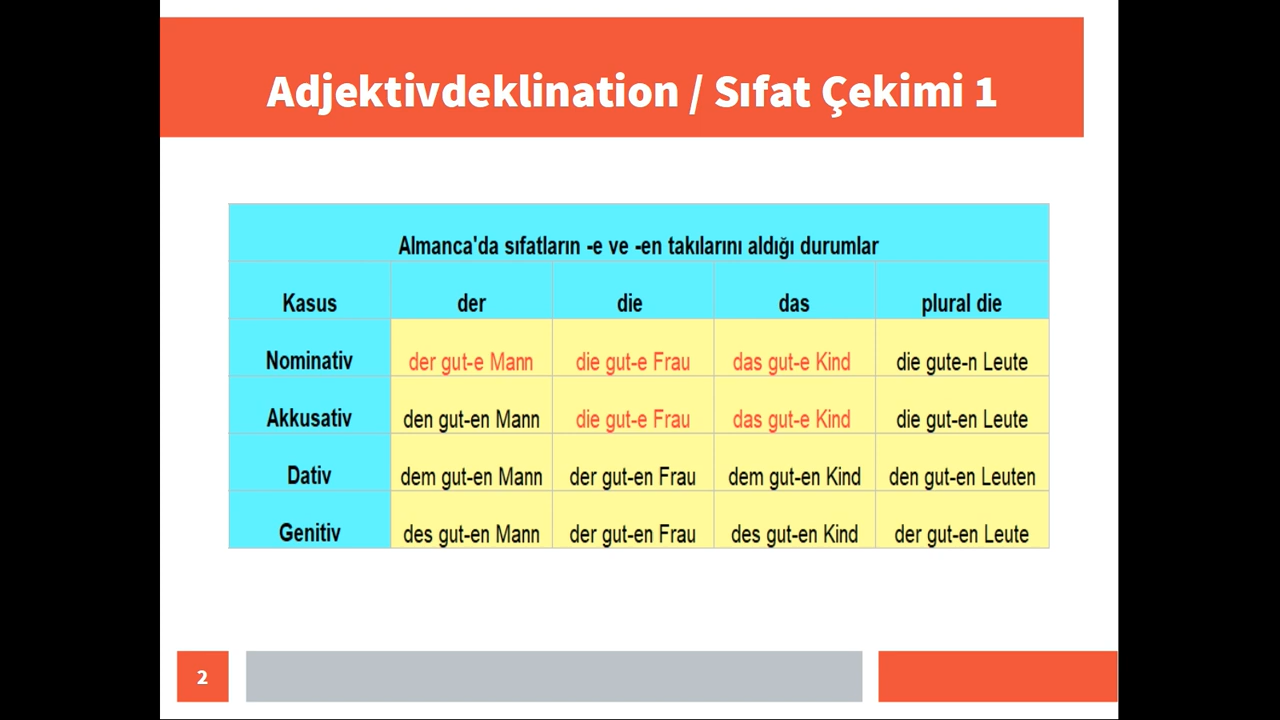 Adjektivdeklination / Sıfat Çekimi 1
Almanca'da sıfatların -e ve -en takılarını aldığı durumlar
Kasus der die das plural die
Nominativ der gut-e Mann die gut-e Frau das gut-e Kind die gute-n Leute
Akkusativ den gut-en Mann die gut-e Frau das gut-e Kind die gut-en Leute
Dativ dem gut-en Mann der gut-en Frau dem gut-en Kind den gut-en Leuten
Genitiv des gut-en Mann der gut-en Frau des gut-en Kind der gut-en Leute
2